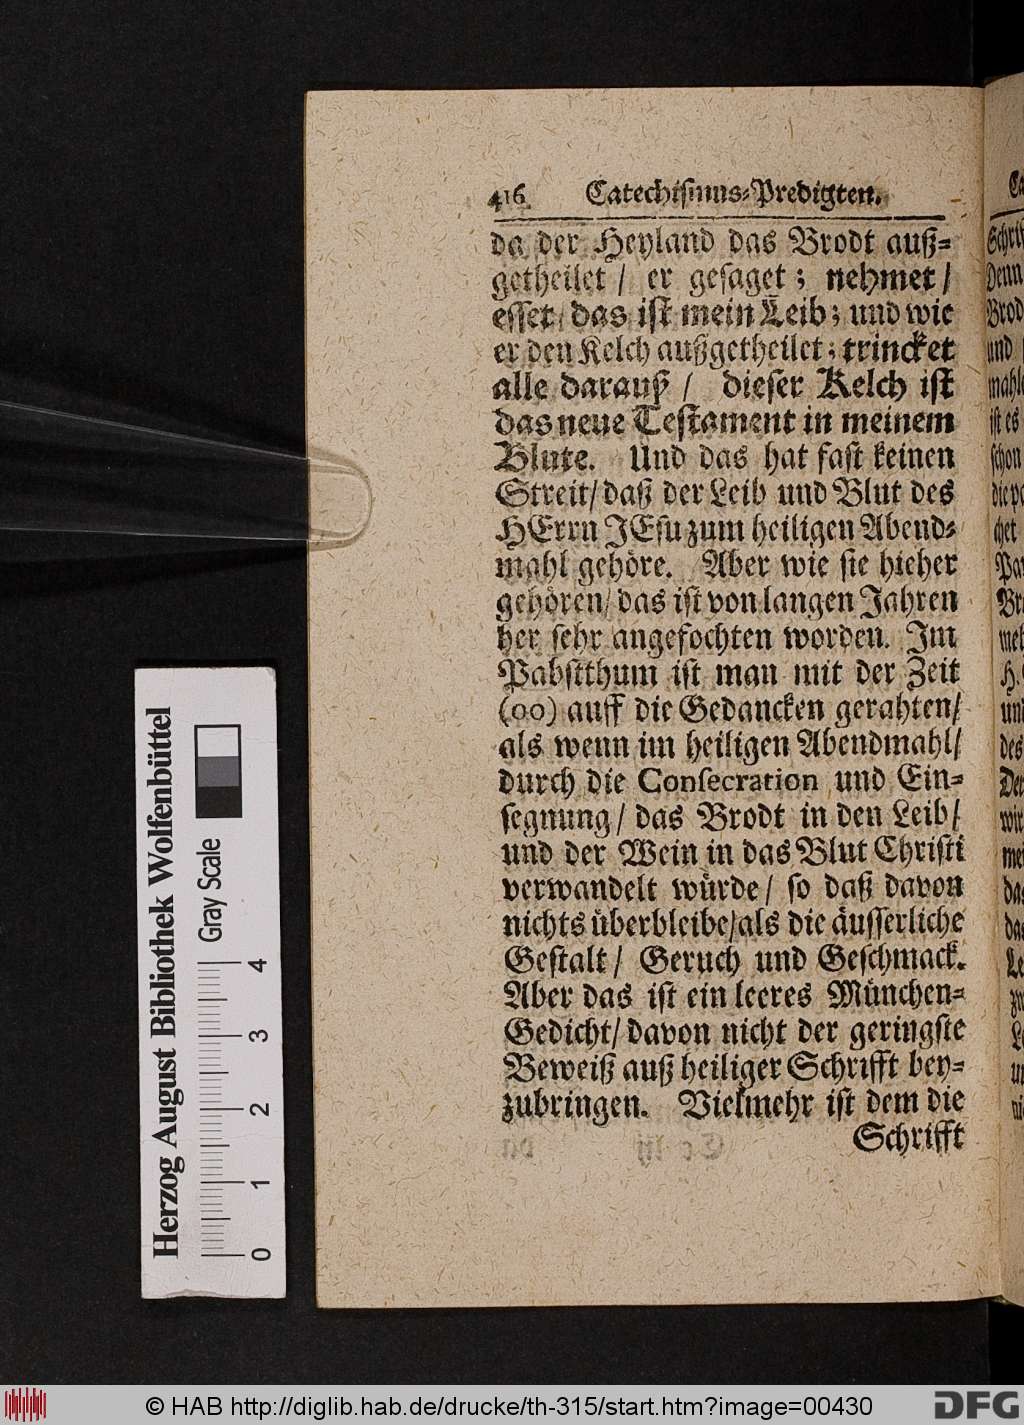 416 Catechismus-Predigten.
da der Heyland das Brodt auß-
getheilet / er gesaget; nehmet /
esset / das ist mein Leib; und wie
er den Kelch außgetheilet; trincket
alle darauß / dieser Kelch ist
das neue Testament in meinem
Blute. Und das hat fast keinen
Streit / daß der Leib und Blut des
HErrn JEsu zum heiligen Abend-
mahl gehöre. Aber wie sie hieher
gehören / das ist von langen Jahren
her sehr angefochten worden. Im
Pabstthum ist man mit der Zeit
(oo) auff die Gedancken gerahten /
als wenn im heiligen Abendmahl /
durch die Consecration und Ein-
segnung / das Brodt in den Leib /
und der Wein in das Blut Christi
verwandelt würde / so daß davon
nichts überbleibe / als die äusserliche
Gestalt / Geruch und Geschmack.
Aber das ist ein leeres München-
Gedicht / davon nicht der geringste
Beweiß auß heiliger Schrifft bey-
zubringen. Vielmehr ist dem die
Schrifft
Herzog August Bibliothek Wolfenbüttel
Gray Scale
0 1 2 3 4
© HAB http://diglib.hab.de/drucke/th-315/start.htm?image=00430
DFG